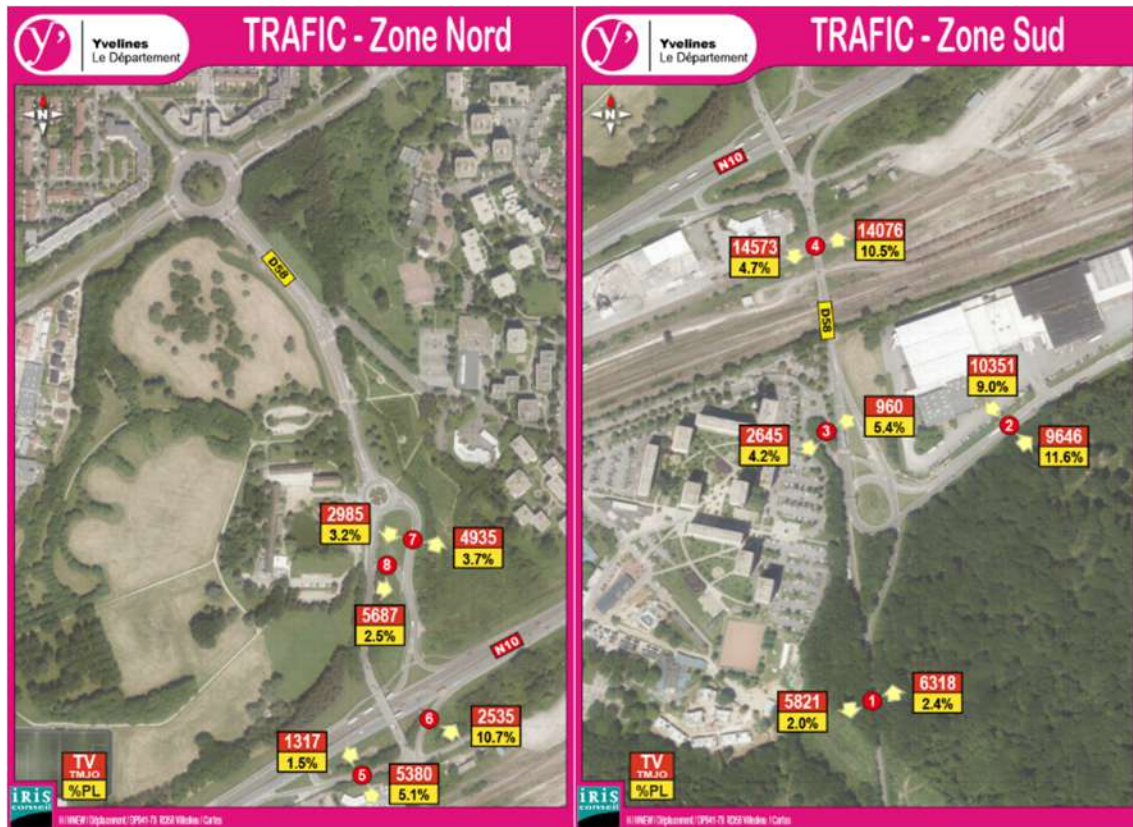 y'
Yvelines
Le Département
TRAFIC - Zone Nord
N
D58
2985
3.2%
7
4935
3.7%
8
5687
2.5%
N10
6
2535
10.7%
1317
1.5%
5
5380
5.1%
TV
TMJO
%PL
iRiS
conseil
y'
Yvelines
Le Département
TRAFIC - Zone Sud
N
N10
14573
4.7%
4
14076
10.5%
D58
10351
9.0%
960
5.4%
2645
4.2%
3
2
9646
11.6%
6318
2.4%
5821
2.0%
1
TV
TMJO
%PL
iRiS
conseil